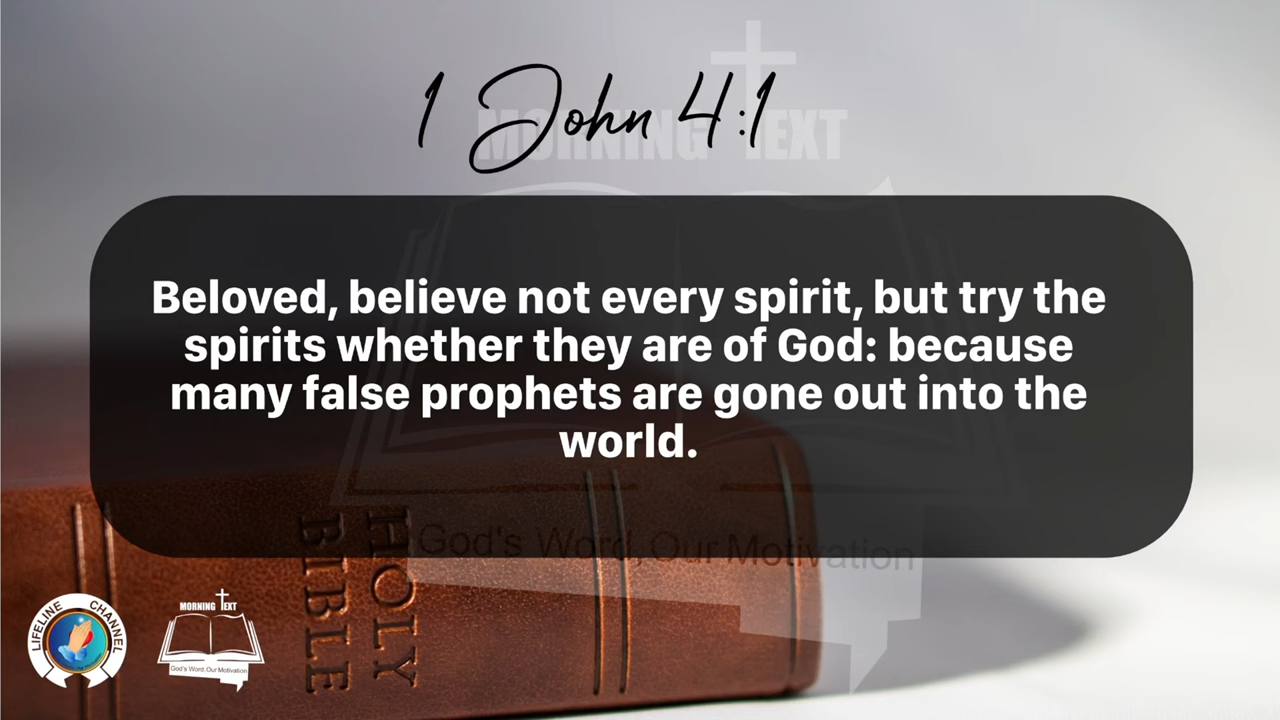 1 John 4:1
MORNING TEXT
Beloved, believe not every spirit, but try the
spirits whether they are of God: because
many false prophets are gone out into the
world.
God's Word, Our Motivation
HOLY
BIBLE
LIFELINE CHANNEL
MORNING TEXT
God's Word, Our Motivation